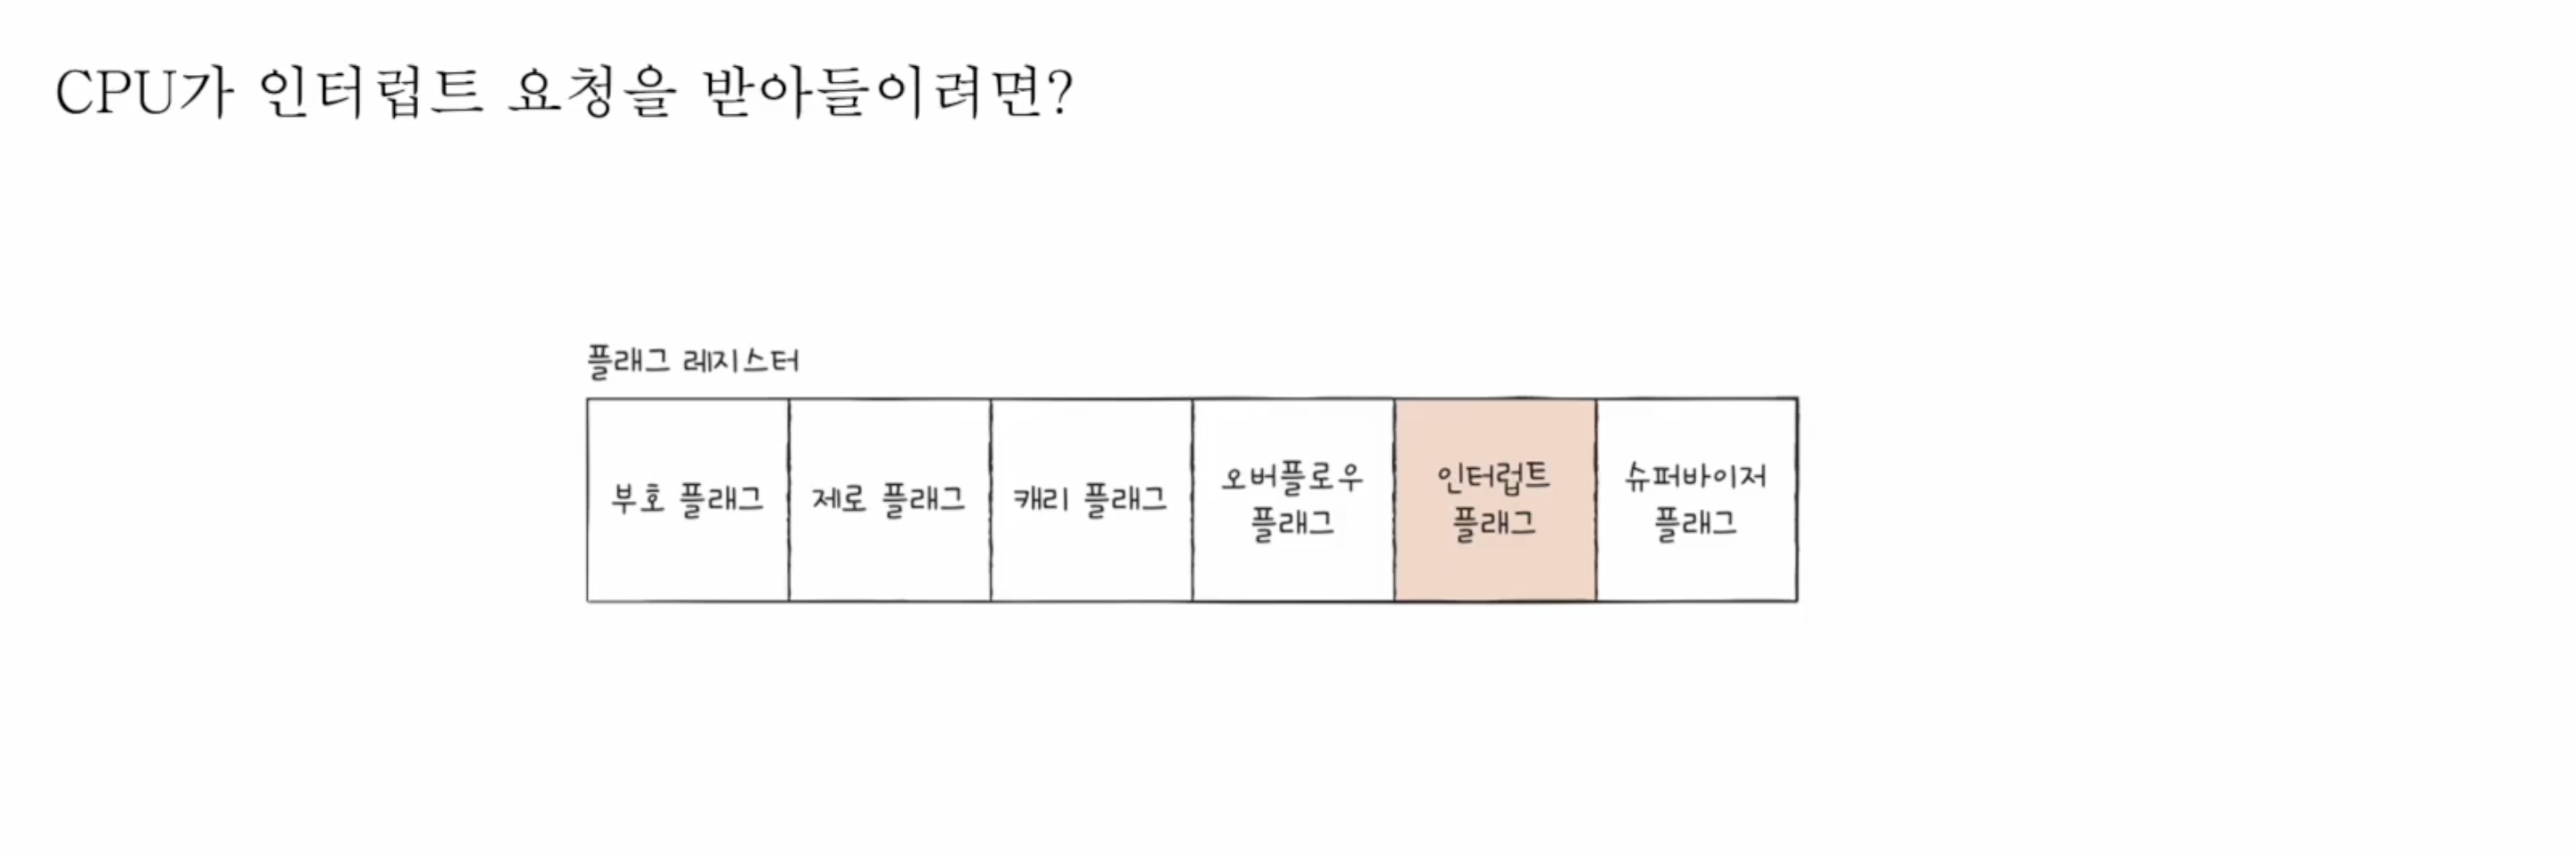 CPU가 인터럽트 요청을 받아들이려면?
플래그 레지스터
부호 플래그
제로 플래그
캐리 플래그
오버플로우
플래그
인터럽트
플래그
슈퍼바이저
플래그